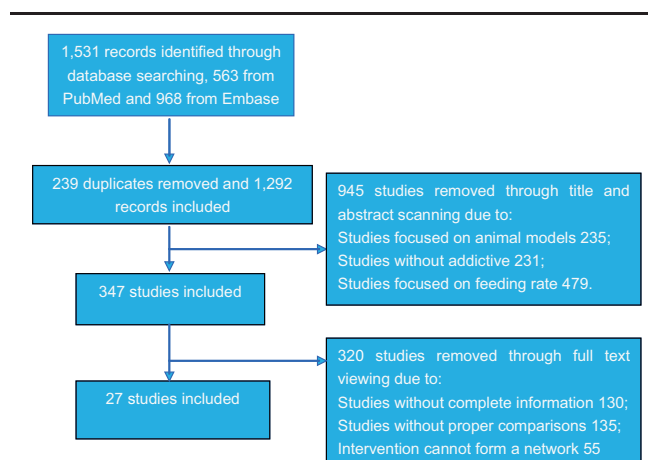 1,531 records identified through
database searching, 563 from
PubMed and 968 from Embase
239 duplicates removed and 1,292
records included
945 studies removed through title and
abstract scanning due to:
Studies focused on animal models 235;
Studies without addictive 231;
Studies focused on feeding rate 479.
347 studies included
320 studies removed through full text
viewing due to:
Studies without complete information 130;
Studies without proper comparisons 135;
Intervention cannot form a network 55
27 studies included